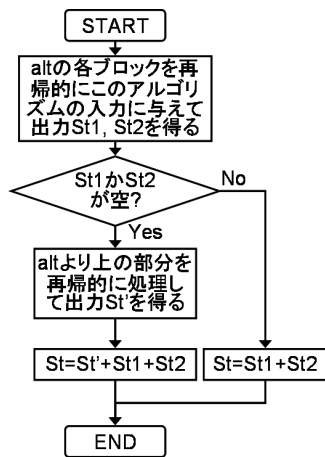 START
altの各ブロックを再
帰的にこのアルゴリ
ズムの入力に与えて
出力St1, St2を得る
St1かSt2
が空?
No
Yes
altより上の部分を
再帰的に処理し
て出力St'を得る
St=St'+St1+St2
St=St1+St2
END